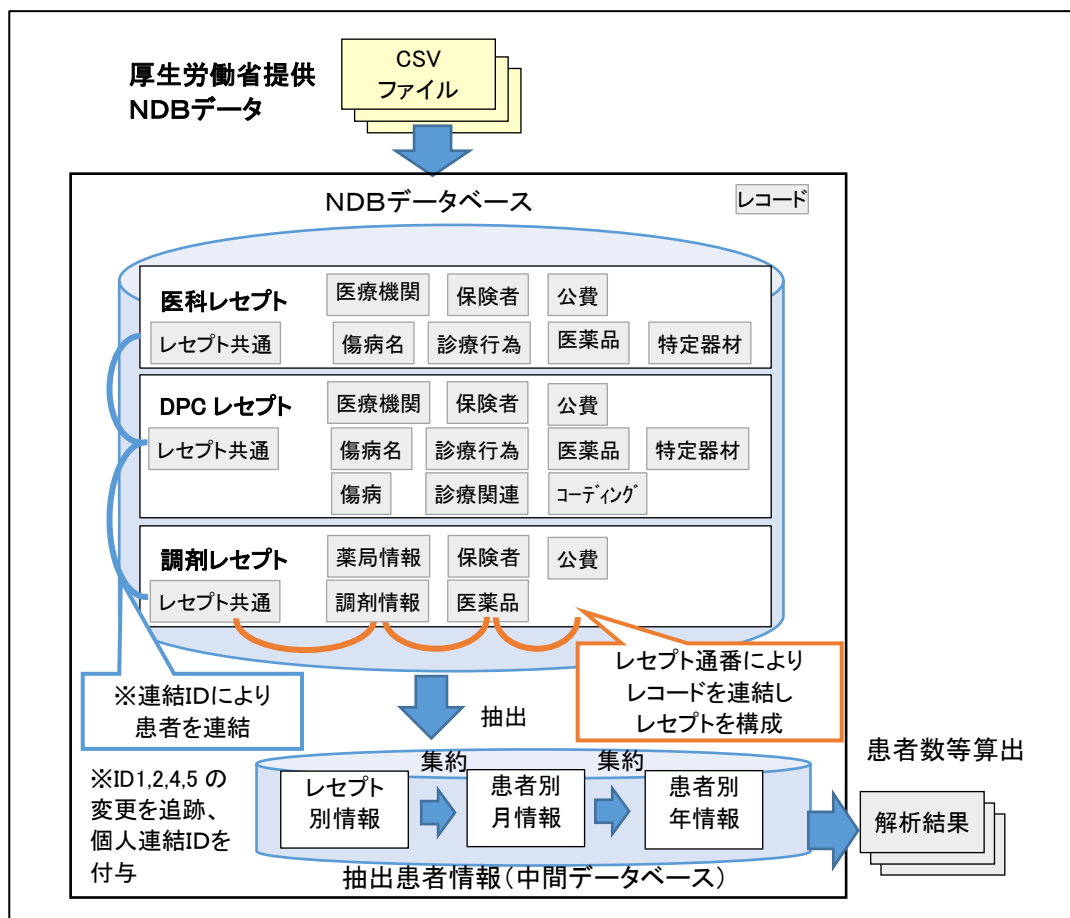 厚生労働省提供
NDBデータ
CSV
ファイル
NDBデータベース
レコード
医科レセプト
医療機関
保険者
公費
レセプト共通
傷病名
診療行為
医薬品
特定器材
DPC レセプト
医療機関
保険者
公費
レセプト共通
傷病名
診療行為
医薬品
特定器材
傷病
診療関連
コーディング
調剤レセプト
薬局情報
保険者
公費
レセプト共通
調剤情報
医薬品
※連結IDにより
患者を連結
レセプト通番により
レコードを連結し
レセプトを構成
抽出
※ID1,2,4,5 の
変更を追跡、
個人連結IDを
付与
レセプト
別情報
集約
患者別
月情報
集約
患者別
年情報
抽出患者情報（中間データベース）
患者数等算出
解析結果